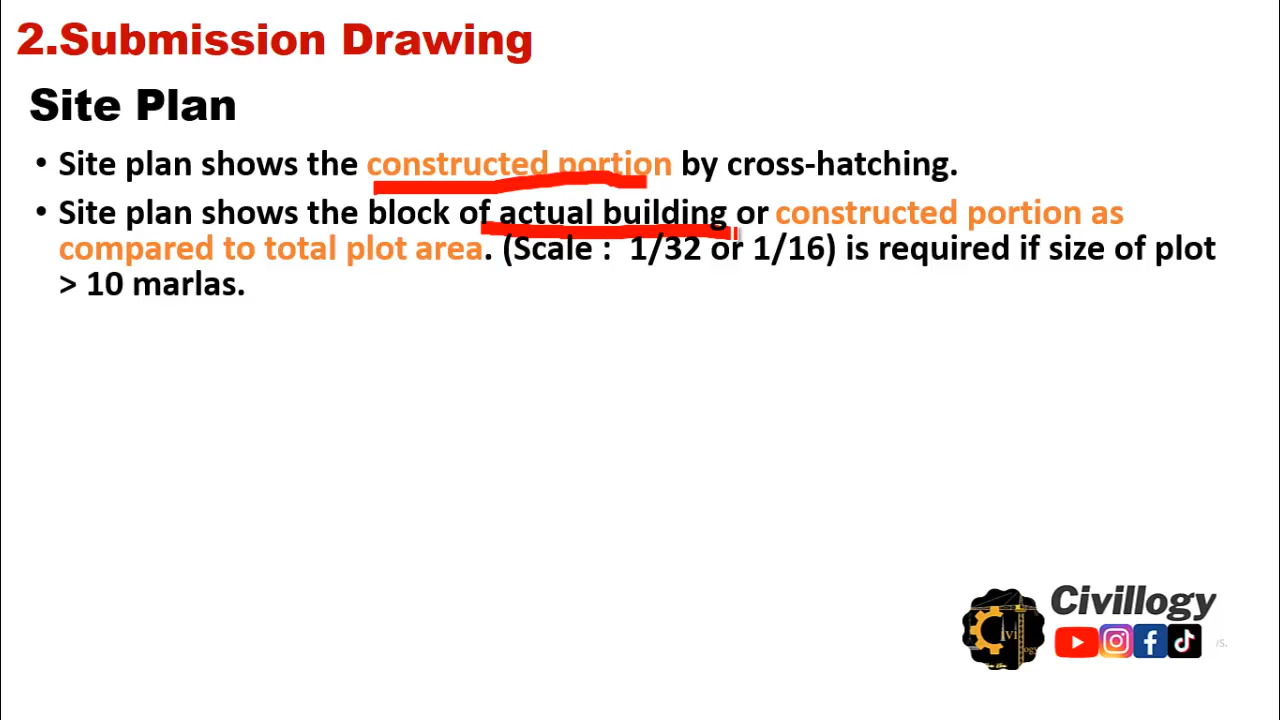 2.Submission Drawing
Site Plan
• Site plan shows the constructed portion by cross-hatching.
• Site plan shows the block of actual building or constructed portion as
compared to total plot area. (Scale : 1/32 or 1/16) is required if size of plot
> 10 marlas.
Civillogy